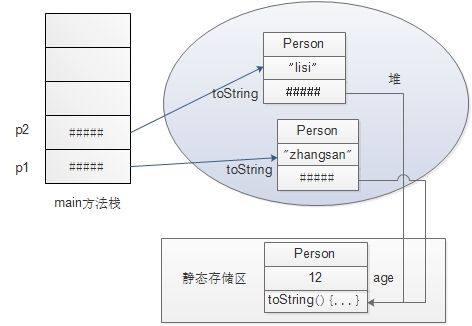 Person
"lisi"
堆
toString
#####
p2
#####
Person
"zhangsan"
p1
#####
toString
#####
main方法栈
Person
静态存储区
12
age
toString() {...}